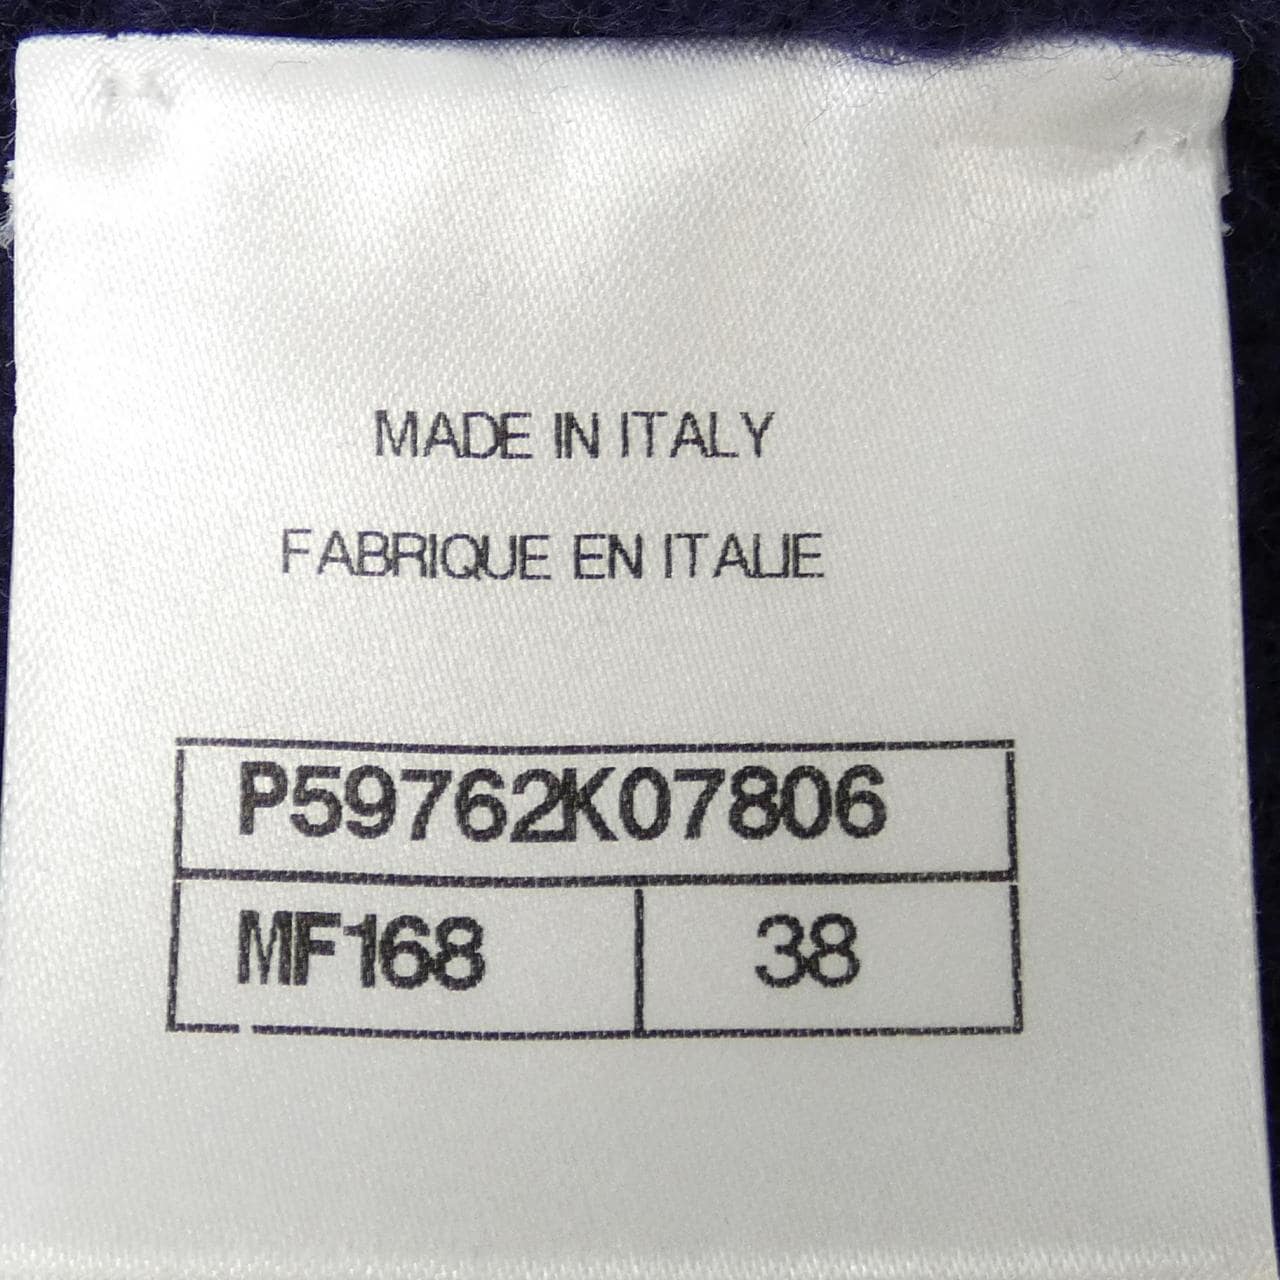 MADE IN ITALY
FABRIQUE EN ITALIE
P59762K07806
MF168 38